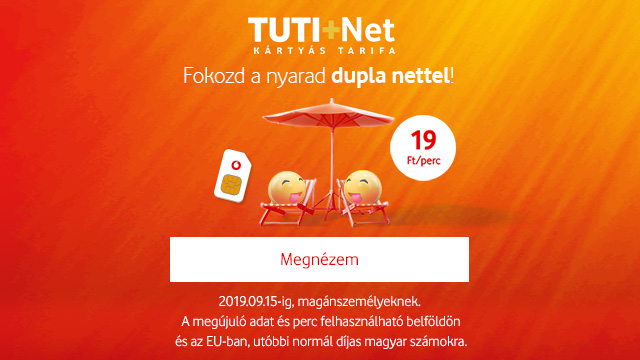 TUTI+Net
KÁRTYÁS TARIFA
Fokozd a nyarad dupla nettel!
19
Ft/perc
Megnézem
2019.09.15-ig, magánszemélyeknek.
A megújuló adat és perc felhasználható belföldön
és az EU-ban, utóbbi normál díjas magyar számokra.